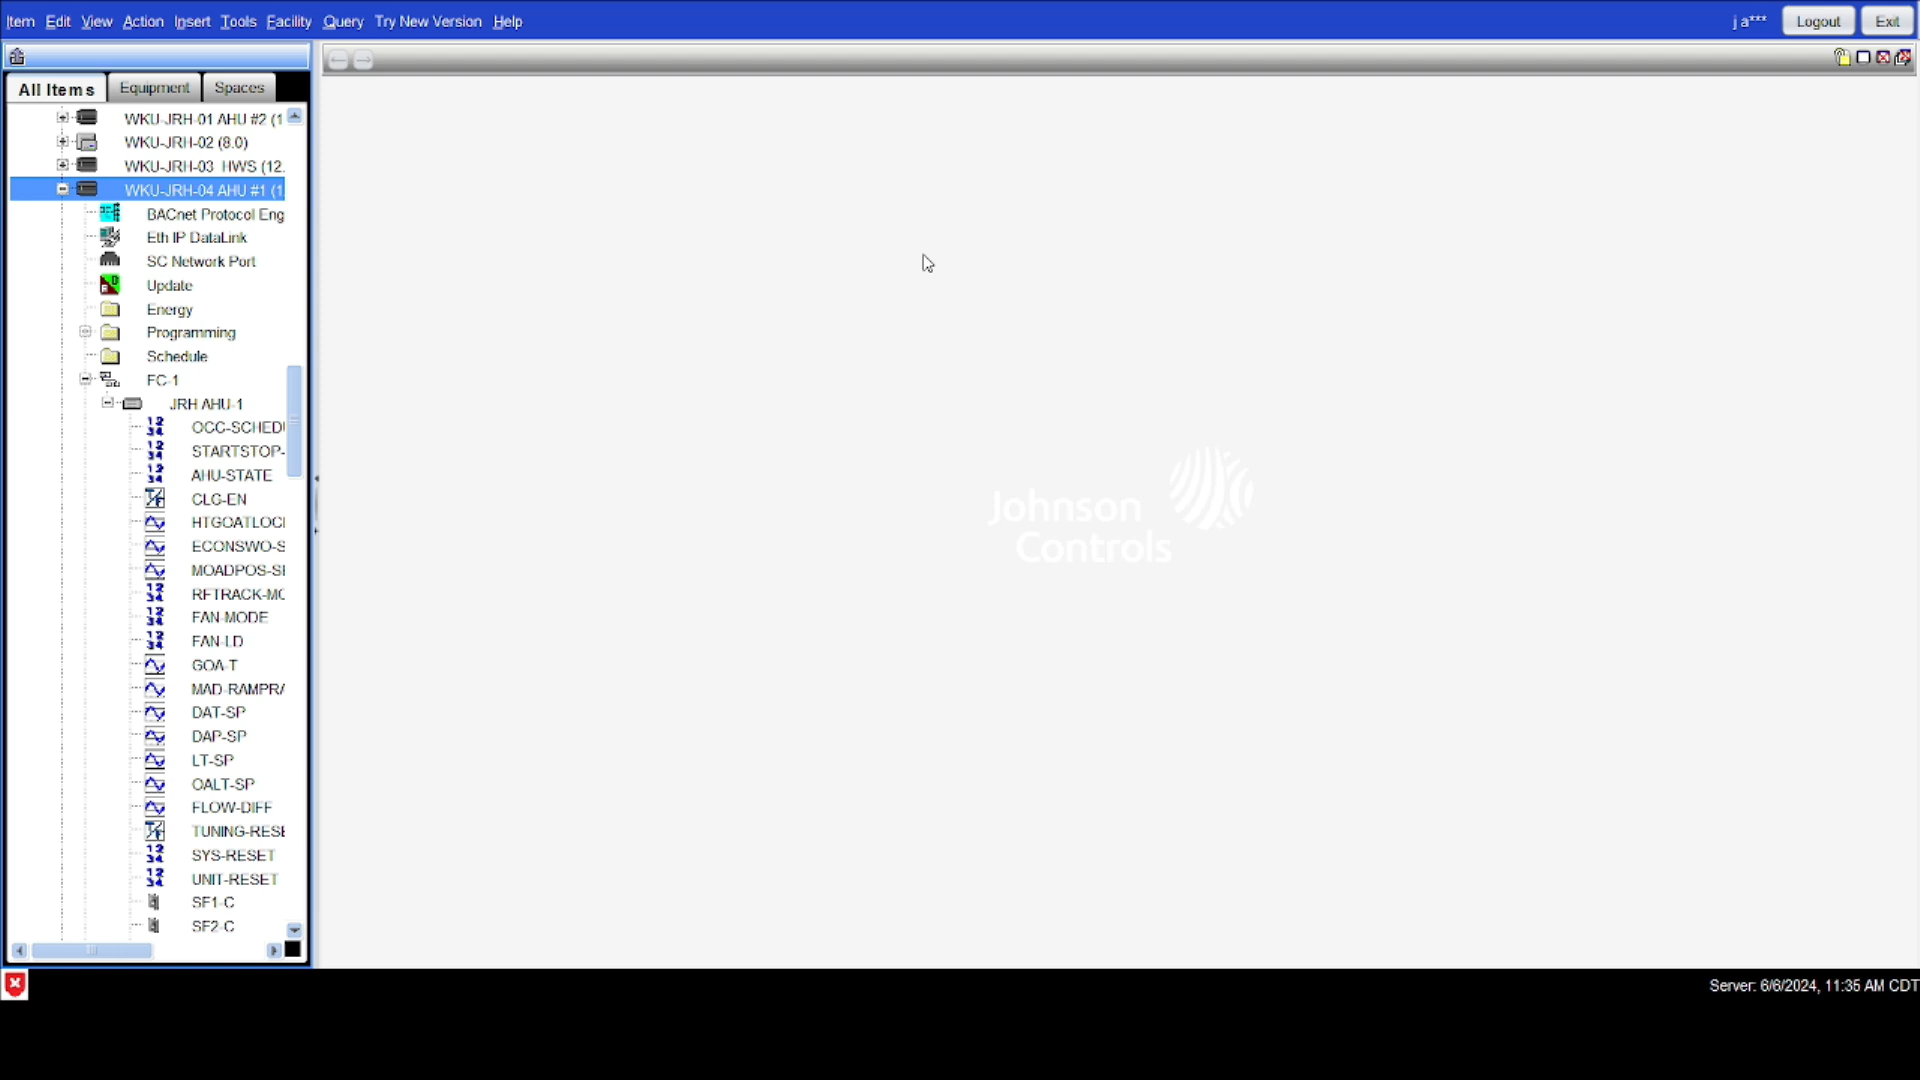 Item Edit View Action Insert Tools Facility Query Try New Version Help
j a***
Logout
Exit
All Items
Equipment
Spaces
WKU-JRH-01 AHU #2 (1
WKU-JRH-02 (8.0)
WKU-JRH-03 HWS (12.
WKU-JRH-04 AHU #1 (1
BACnet Protocol Eng
Eth IP DataLink
SC Network Port
Update
Energy
Programming
Schedule
FC-1
JRH AHU-1
OCC-SCHEDU
STARTSTOP-
AHU-STATE
CLG-EN
HTGOATLOCI
ECONSWO-S
MOADPOS-SI
RFTRACK-MC
FAN-MODE
FAN-LD
GOA-T
MAD-RAMPR/
DAT-SP
DAP-SP
LT-SP
OALT-SP
FLOW-DIFF
TUNING-RESE
SYS-RESET
UNIT-RESET
SF1-C
SF2-C
Johnson
Controls
Server: 6/6/2024, 11:35 AM CDT